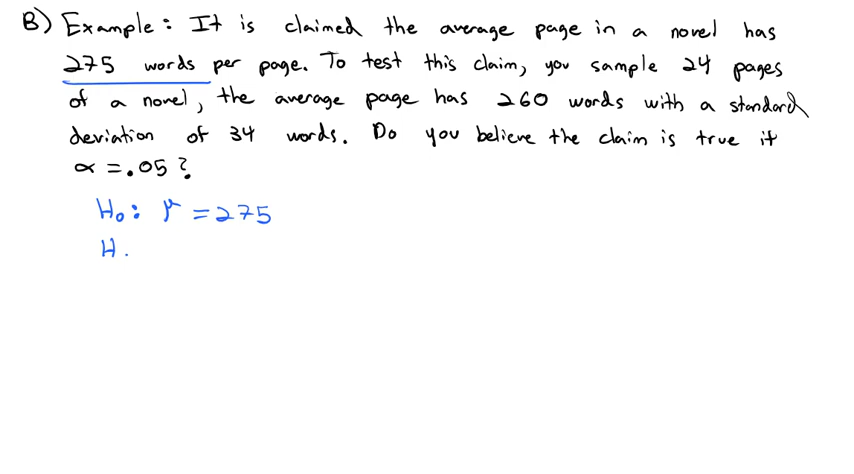 B) Example: It is claimed the average page in a novel has
275 words per page. To test this claim, you sample 24 pages
of a novel, the average page has 260 words with a standard
deviation of 34 words. Do you believe the claim is true it
α = .05?
H₀: μ = 275
H.